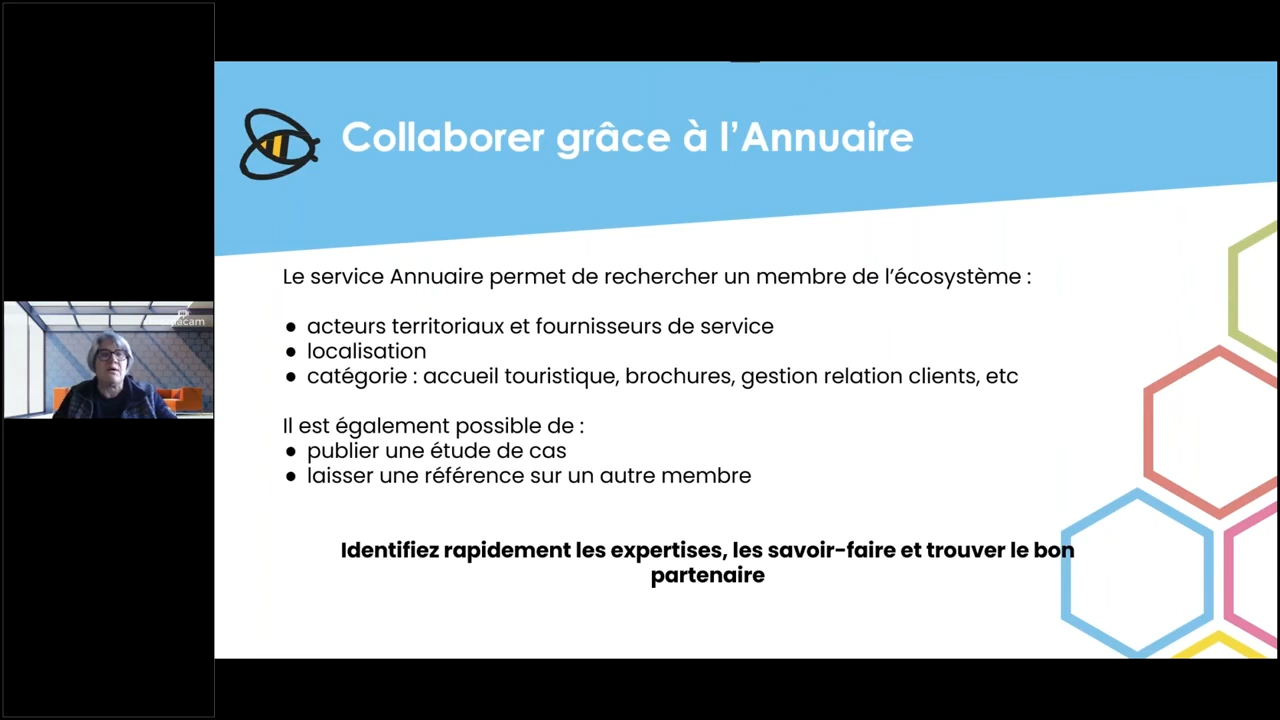 Collaborer grâce à l’Annuaire
Le service Annuaire permet de rechercher un membre de l’écosystème :
● acteurs territoriaux et fournisseurs de service
● localisation
● catégorie : accueil touristique, brochures, gestion relation clients, etc
Il est également possible de :
● publier une étude de cas
● laisser une référence sur un autre membre
Identifiez rapidement les expertises, les savoir-faire et trouver le bon
partenaire